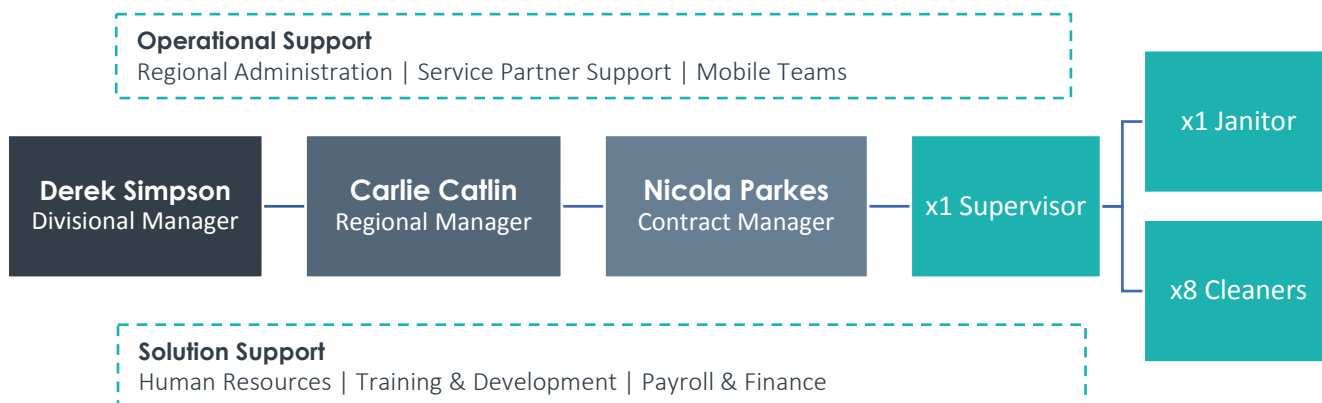 Operational Support
Regional Administration | Service Partner Support | Mobile Teams
x1 Janitor
Derek Simpson
Divisional Manager
Carlie Catlin
Regional Manager
Nicola Parkes
Contract Manager
x1 Supervisor
x8 Cleaners
Solution Support
Human Resources | Training & Development | Payroll & Finance